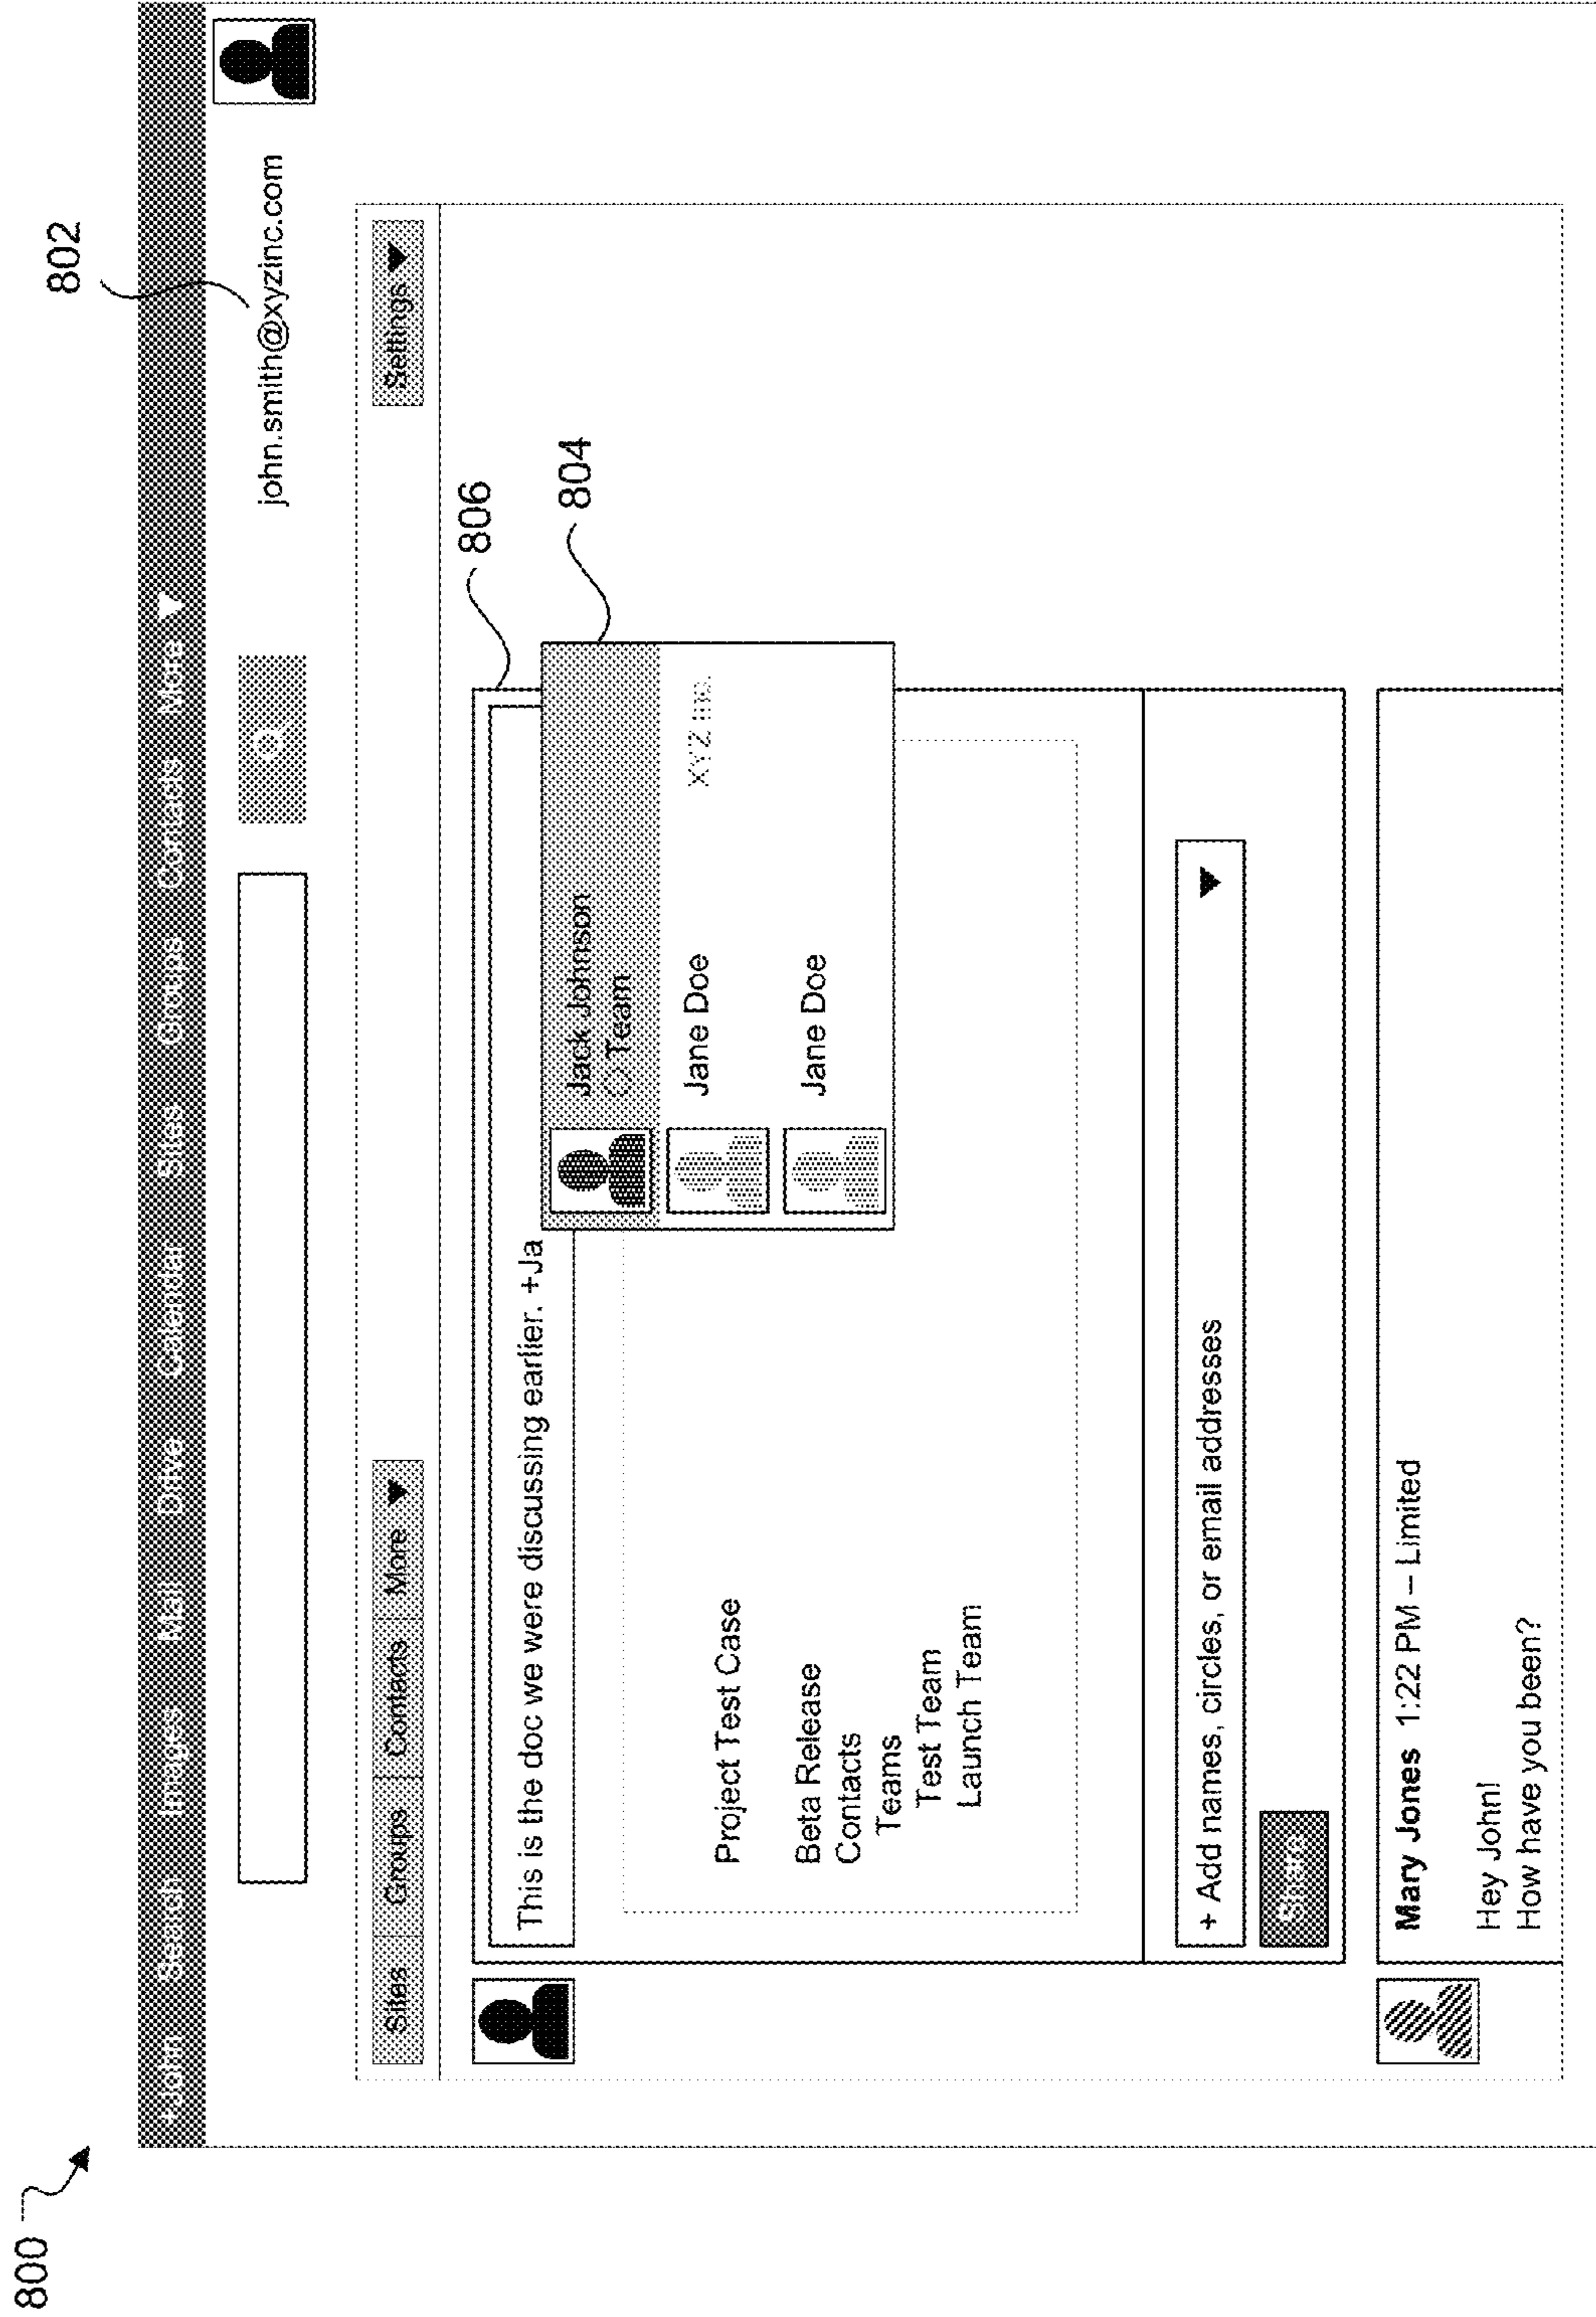 800
802
+John Search Images Mail Drive Calendar Sites Groups Contacts More
john.smith@xyzinc.com
Sites Groups Contacts More
Settings
806
804
This is the doc we were discussing earlier. +Ja
Jack Johnson
Team
Jane Doe XYZ Inc.
Jane Doe
Project Test Case
Beta Release
Contacts
Teams
Test Team
Launch Team
+ Add names, circles, or email addresses
Share
Mary Jones 1:22 PM – Limited
Hey John!
How have you been?